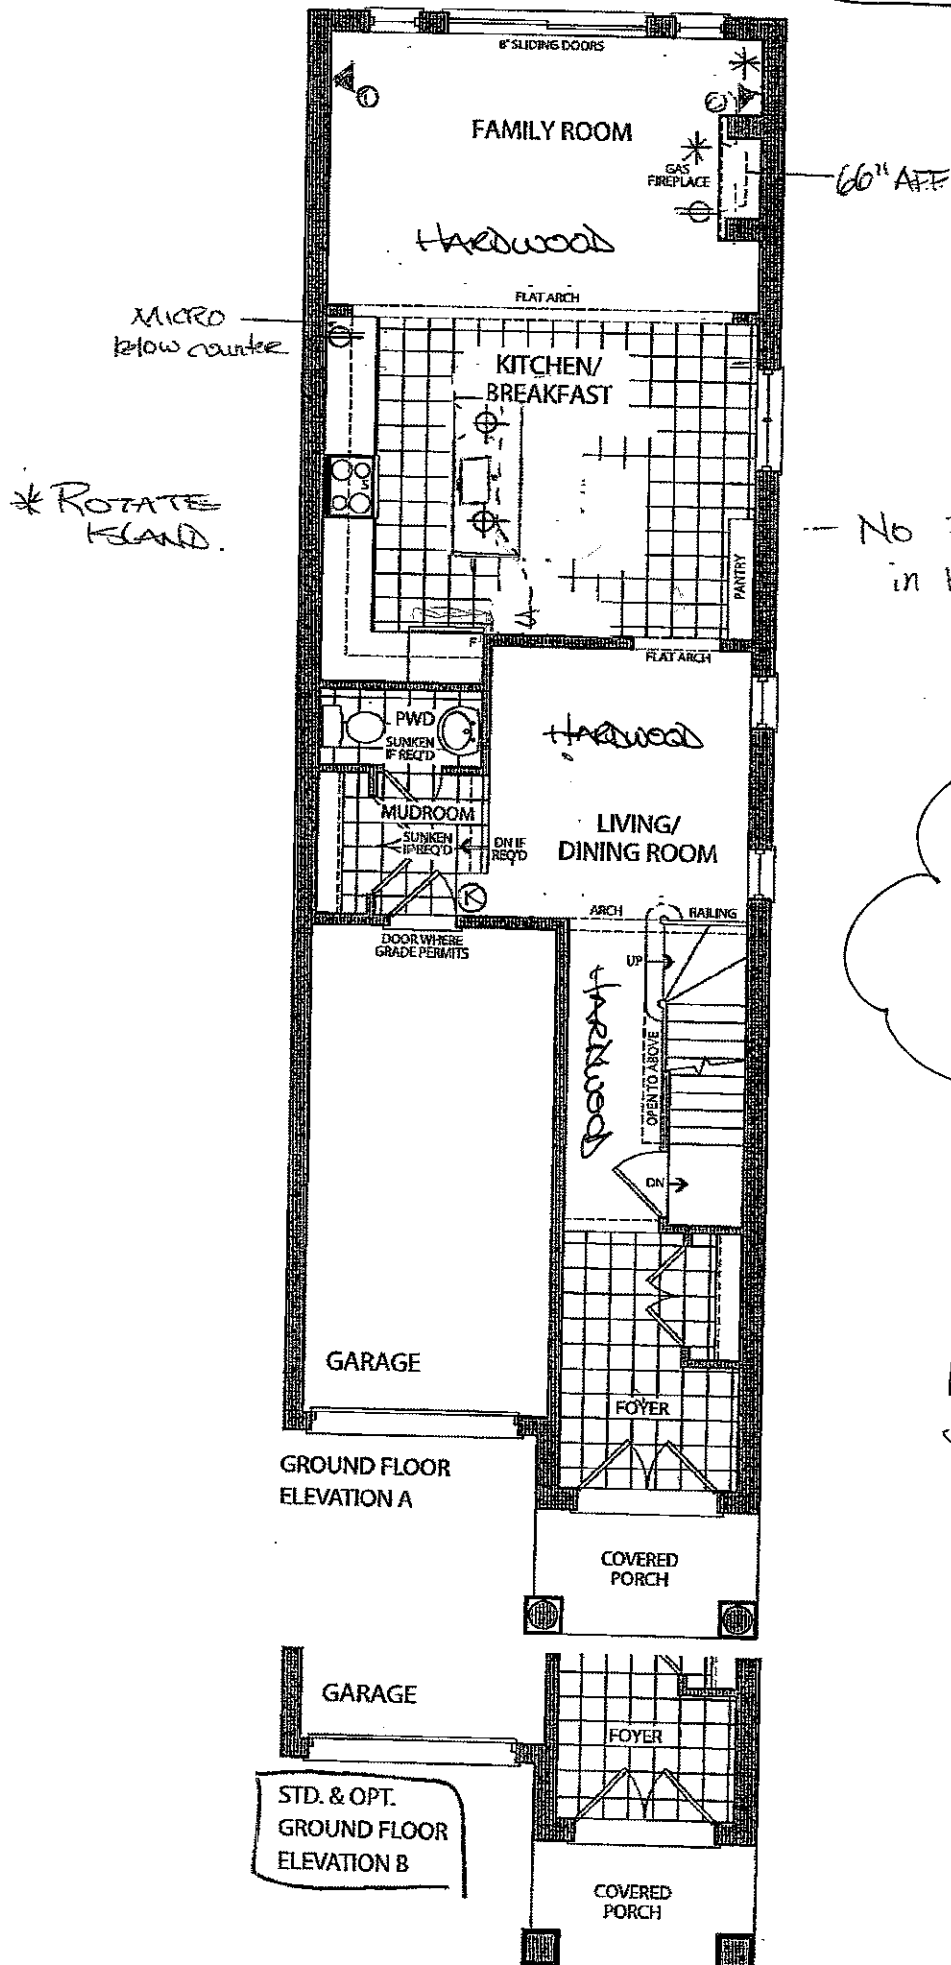 8' SLIDING DOORS
FAMILY ROOM
GAS
FIREPLACE
66" AFF
HARDWOOD
FLAT ARCH
MICRO
below counter
KITCHEN/
BREAKFAST
* ROTATE
ISLAND.
-- No
in
PANTRY
F
FLAT ARCH
PWD
SUNKEN
IF REQ'D
HARDWOOD
MUDROOM
SUNKEN
IF REQ'D
DN IF
REQ'D
LIVING/
DINING ROOM
K
ARCH
RAILING
DOOR WHERE
GRADE PERMITS
UP
HARDWOOD
OPEN TO ABOVE
DN
GARAGE
FOYER
GROUND FLOOR
ELEVATION A
COVERED
PORCH
GARAGE
FOYER
STD. & OPT.
GROUND FLOOR
ELEVATION B
COVERED
PORCH